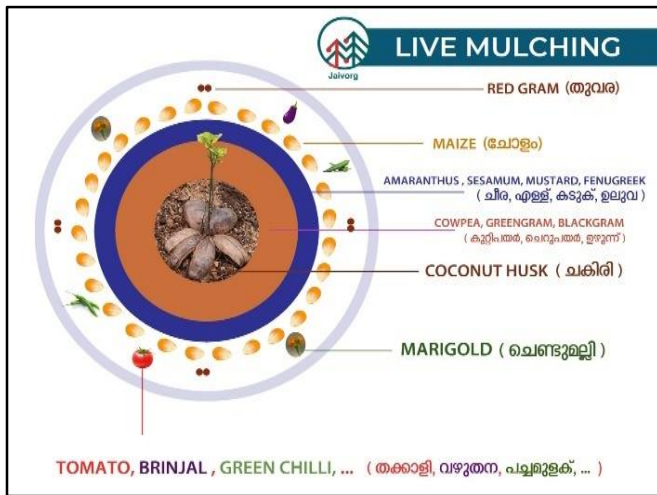 LIVE MULCHING
Jaivorg
RED GRAM (തുവര)
MAIZE (ചോളം)
AMARANTHUS , SESAMUM, MUSTARD, FENUGREEK
( ചീര, എള്ള്, കടുക്, ഉലുവ )
COWPEA, GREENGRAM, BLACKGRAM
( കുറ്റിപയർ, ചെറുപയർ, ഉഴുന്ന് )
COCONUT HUSK ( ചകിരി )
MARIGOLD ( ചെണ്ടുമല്ലി )
TOMATO, BRINJAL , GREEN CHILLI, ... ( തക്കാളി, വഴുതന, പച്ചമുളക്, ... )